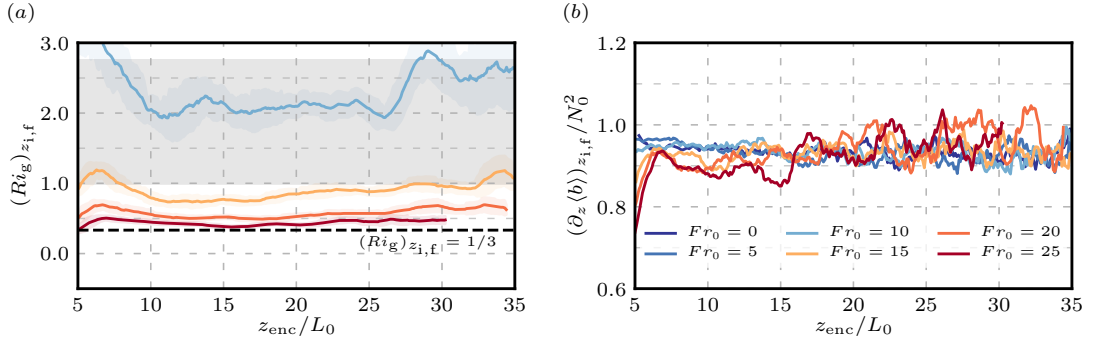 (a)
(Ri_g)_{z_{i,f}}
3.0
2.0
1.0
0.0
(Ri_g)_{z_{i,f}} = 1/3
5 10 15 20 25 30 35
z_enc/L_0
(b)
(∂_z⟨b⟩)_{z_{i,f}}/N_0^2
1.2
1.0
0.8
0.6
Fr_0 = 0 Fr_0 = 10 Fr_0 = 20
Fr_0 = 5 Fr_0 = 15 Fr_0 = 25
5 10 15 20 25 30 35
z_enc/L_0